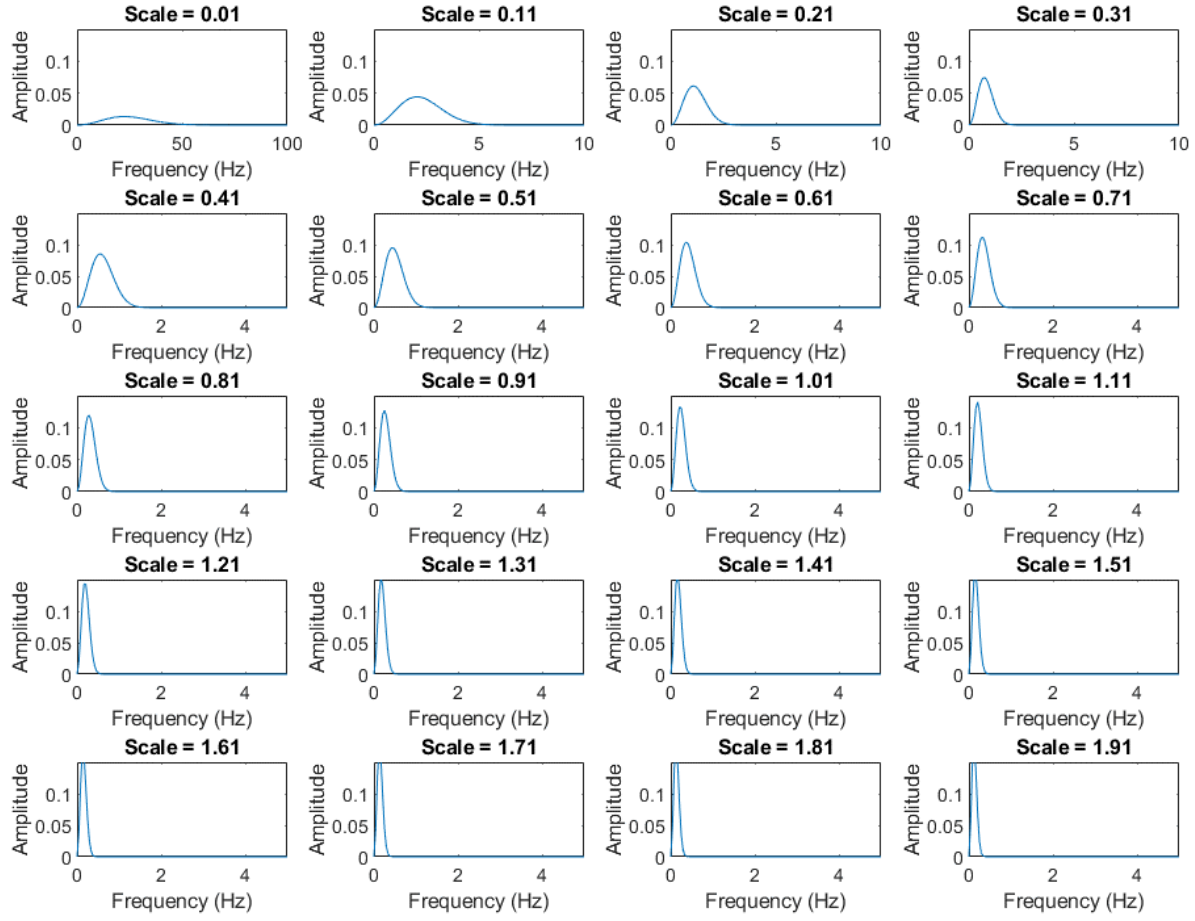 Scale = 0.01 Scale = 0.11 Scale = 0.21 Scale = 0.31
Amplitude Amplitude Amplitude Amplitude
0.1 0.1 0.1 0.1
0.05 0.05 0.05 0.05
0 0 0 0
0 50 100 0 5 10 0 5 10 0 5 10
Frequency (Hz) Frequency (Hz) Frequency (Hz) Frequency (Hz)
Scale = 0.41 Scale = 0.51 Scale = 0.61 Scale = 0.71
Amplitude Amplitude Amplitude Amplitude
0.1 0.1 0.1 0.1
0.05 0.05 0.05 0.05
0 0 0 0
0 2 4 0 2 4 0 2 4 0 2 4
Frequency (Hz) Frequency (Hz) Frequency (Hz) Frequency (Hz)
Scale = 0.81 Scale = 0.91 Scale = 1.01 Scale = 1.11
Amplitude Amplitude Amplitude Amplitude
0.1 0.1 0.1 0.1
0.05 0.05 0.05 0.05
0 0 0 0
0 2 4 0 2 4 0 2 4 0 2 4
Frequency (Hz) Frequency (Hz) Frequency (Hz) Frequency (Hz)
Scale = 1.21 Scale = 1.31 Scale = 1.41 Scale = 1.51
Amplitude Amplitude Amplitude Amplitude
0.1 0.1 0.1 0.1
0.05 0.05 0.05 0.05
0 0 0 0
0 2 4 0 2 4 0 2 4 0 2 4
Frequency (Hz) Frequency (Hz) Frequency (Hz) Frequency (Hz)
Scale = 1.61 Scale = 1.71 Scale = 1.81 Scale = 1.91
Amplitude Amplitude Amplitude Amplitude
0.1 0.1 0.1 0.1
0.05 0.05 0.05 0.05
0 0 0 0
0 2 4 0 2 4 0 2 4 0 2 4
Frequency (Hz) Frequency (Hz) Frequency (Hz) Frequency (Hz)